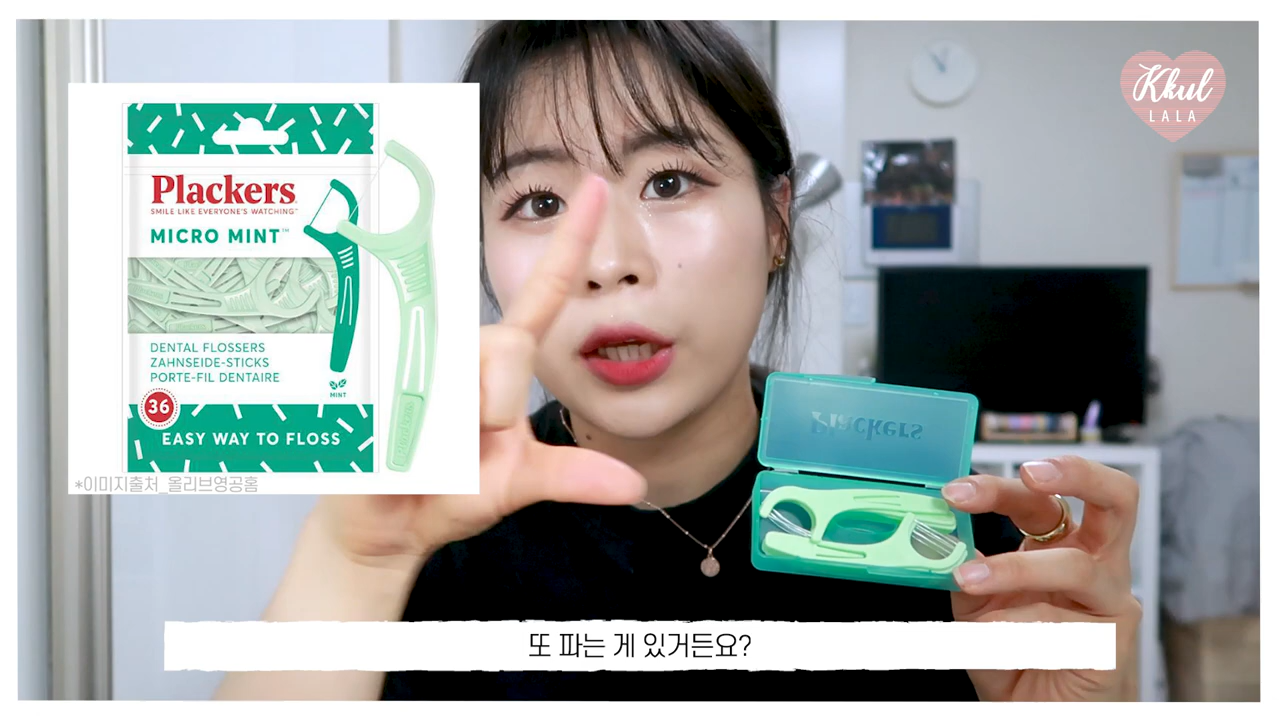 Plackers
SMILE LIKE EVERYONE'S WATCHING™
MICRO MINT™
DENTAL FLOSSERS
ZAHNSEIDE-STICKS
PORTE-FIL DENTAIRE
MINT
36
EASY WAY TO FLOSS
*이미지출처_올리브영공홈
Kkul
LALA
Plackers
또 파는 게 있거든요?